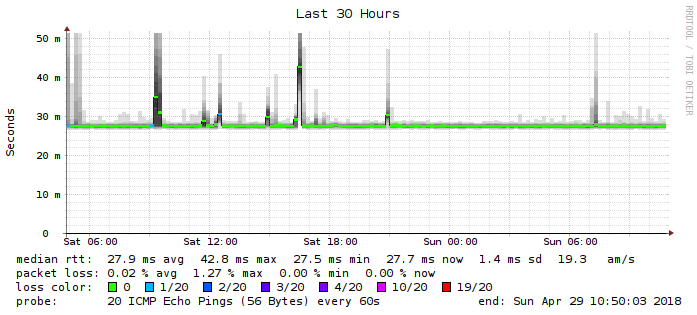 Last 30 Hours
RRDTOOL / TOBI OETIKER
Seconds
50 m
40 m
30 m
20 m
10 m
0
Sat 06:00 Sat 12:00 Sat 18:00 Sun 00:00 Sun 06:00
median rtt: 27.9 ms avg 42.8 ms max 27.5 ms min 27.7 ms now 1.4 ms sd 19.3 am/s
packet loss: 0.02 % avg 1.27 % max 0.00 % min 0.00 % now
loss color: 0 1/20 2/20 3/20 4/20 10/20 19/20
probe: 20 ICMP Echo Pings (56 Bytes) every 60s end: Sun Apr 29 10:50:03 2018